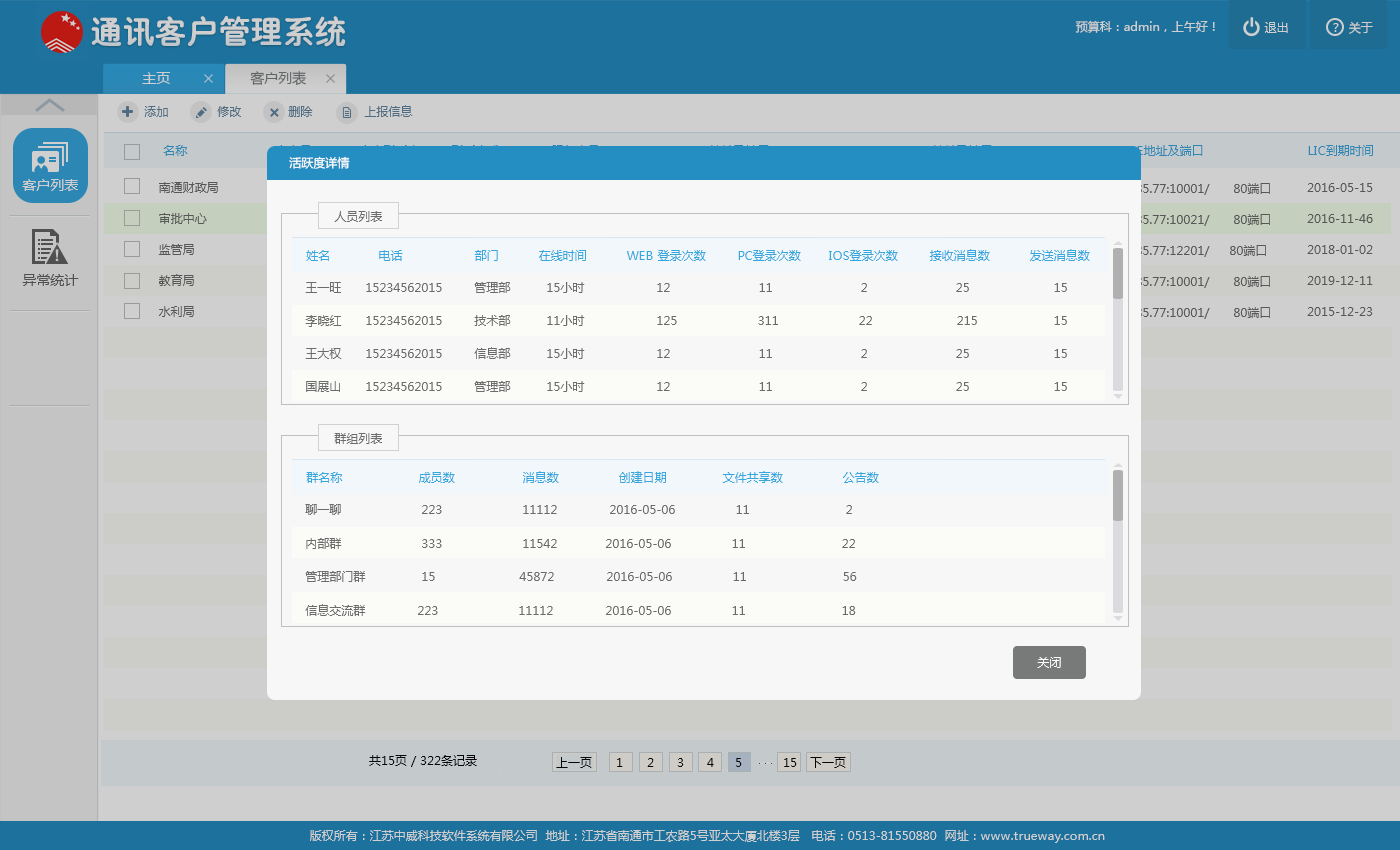 通讯客户管理系统
预算科：admin，上午好！ 退出 关于
主页 × 客户列表 ×
添加 修改 删除 上报信息
客户列表
异常统计
名称 地址及端口 LIC到期时间
南通财政局 5.77:10001/ 80端口 2016-05-15
审批中心 5.77:10021/ 80端口 2016-11-46
监管局 5.77:12201/ 80端口 2018-01-02
教育局 5.77:10001/ 80端口 2019-12-11
水利局 5.77:10001/ 80端口 2015-12-23
活跃度详情
人员列表
姓名 电话 部门 在线时间 WEB 登录次数 PC登录次数 IOS登录次数 接收消息数 发送消息数
王一旺 15234562015 管理部 15小时 12 11 2 25 15
李晓红 15234562015 技术部 11小时 125 311 22 215 15
王大权 15234562015 信息部 15小时 12 11 2 25 15
国展山 15234562015 管理部 15小时 12 11 2 25 15
群组列表
群名称 成员数 消息数 创建日期 文件共享数 公告数
聊一聊 223 11112 2016-05-06 11 2
内部群 333 11542 2016-05-06 11 22
管理部门群 15 45872 2016-05-06 11 56
信息交流群 223 11112 2016-05-06 11 18
关闭
共15页 / 322条记录 上一页 1 2 3 4 5 ··· 15 下一页
版权所有：江苏中威科技软件系统有限公司 地址：江苏省南通市工农路5号亚太大厦北楼3层 电话：0513-81550880 网址：www.trueway.com.cn